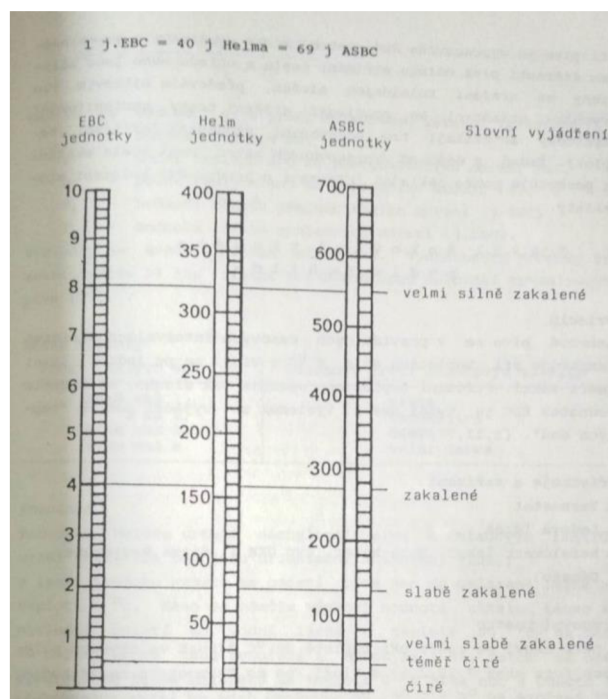 1 j.EBC = 40 j Helma = 69 j ASBC
EBC jednotky
Helm jednotky
ASBC jednotky
Slovní vyjádření
10
9
8
7
6
5
4
3
2
1
400
350
300
250
200
150
100
50
700
600
500
400
300
200
100
velmi silně zakalené
zakalené
slabě zakalené
velmi slabě zakalené
téměř čiré
čiré